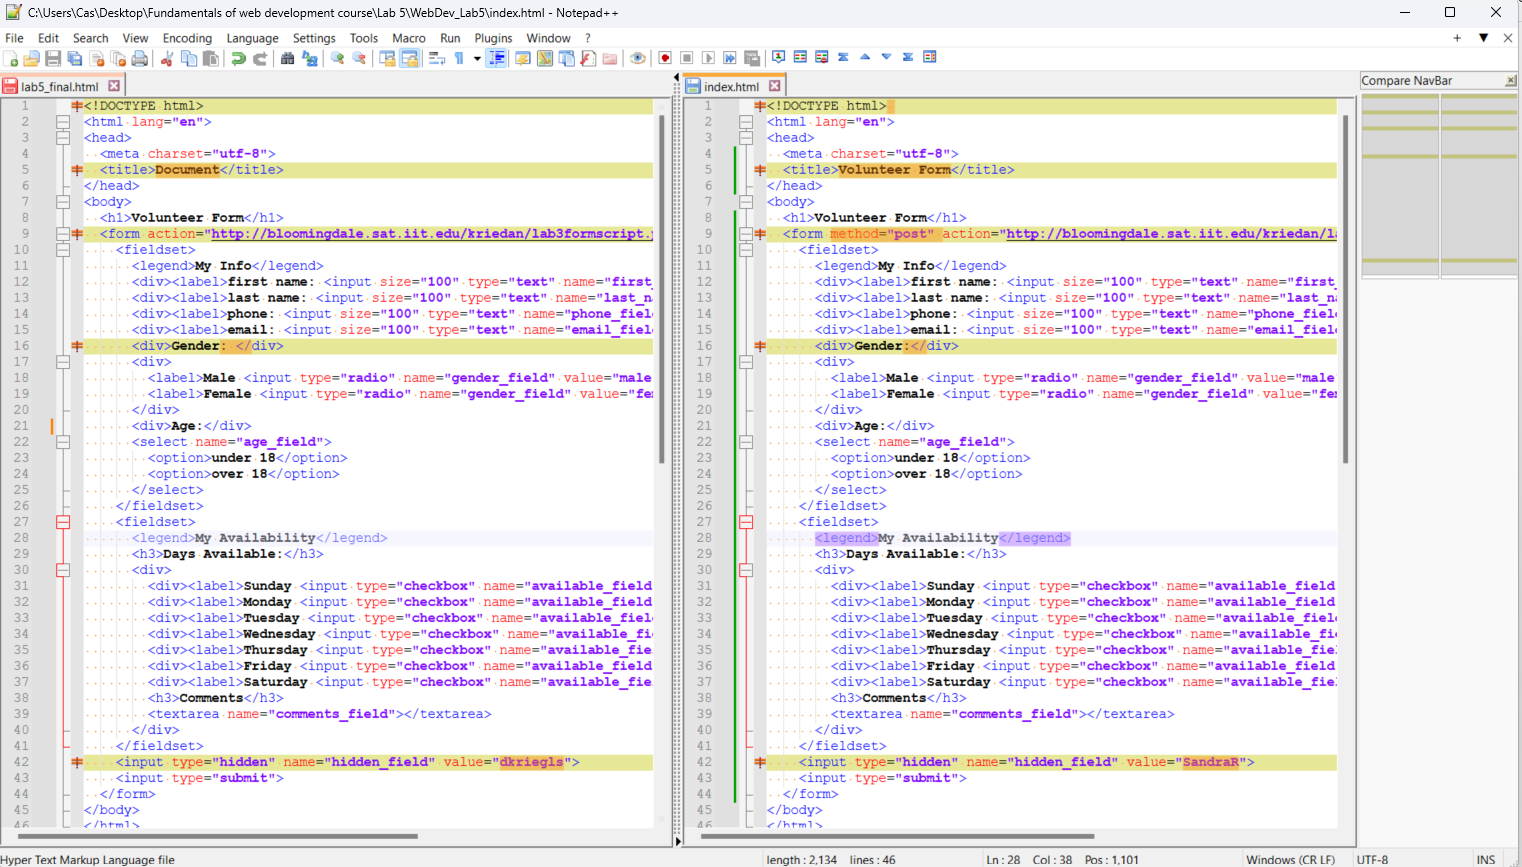 C:\Users\Cas\Desktop\Fundamentals of web development course\Lab 5\WebDev_Lab5\index.html - Notepad++
File Edit Search View Encoding Language Settings Tools Macro Run Plugins Window ?
lab5_final.html
1 <!DOCTYPE html>
2 <html lang="en">
3 <head>
4 <meta charset="utf-8">
5 <title>Document</title>
6 </head>
7 <body>
8 <h1>Volunteer Form</h1>
9 <form action="http://bloomingdale.sat.iit.edu/kriedan/lab3formscript.
10 <fieldset>
11 <legend>My Info</legend>
12 <div><label>first name: <input size="100" type="text" name="first_
13 <div><label>last name: <input size="100" type="text" name="last_n
14 <div><label>phone: <input size="100" type="text" name="phone_fiel
15 <div><label>email: <input size="100" type="text" name="email_fiel
16 <div>Gender: </div>
17 <div>
18 <label>Male <input type="radio" name="gender_field" value="male
19 <label>Female <input type="radio" name="gender_field" value="fe
20 </div>
21 <div>Age:</div>
22 <select name="age_field">
23 <option>under 18</option>
24 <option>over 18</option>
25 </select>
26 </fieldset>
27 <fieldset>
28 <legend>My Availability</legend>
29 <h3>Days Available:</h3>
30 <div>
31 <div><label>Sunday <input type="checkbox" name="available_field
32 <div><label>Monday <input type="checkbox" name="available_field
33 <div><label>Tuesday <input type="checkbox" name="available_fiel
34 <div><label>Wednesday <input type="checkbox" name="available_fi
35 <div><label>Thursday <input type="checkbox" name="available_fie
36 <div><label>Friday <input type="checkbox" name="available_field
37 <div><label>Saturday <input type="checkbox" name="available_fie
38 <h3>Comments</h3>
39 <textarea name="comments_field"></textarea>
40 </div>
41 </fieldset>
42 <input type="hidden" name="hidden_field" value="dkriegls">
43 <input type="submit">
44 </form>
45 </body>
46 </html>
index.html
1 <!DOCTYPE html>
2 <html lang="en">
3 <head>
4 <meta charset="utf-8">
5 <title>Volunteer Form</title>
6 </head>
7 <body>
8 <h1>Volunteer Form</h1>
9 <form method="post" action="http://bloomingdale.sat.iit.edu/kriedan/l
10 <fieldset>
11 <legend>My Info</legend>
12 <div><label>first name: <input size="100" type="text" name="first_
13 <div><label>last name: <input size="100" type="text" name="last_n
14 <div><label>phone: <input size="100" type="text" name="phone_fiel
15 <div><label>email: <input size="100" type="text" name="email_fiel
16 <div>Gender:</div>
17 <div>
18 <label>Male <input type="radio" name="gender_field" value="male
19 <label>Female <input type="radio" name="gender_field" value="fe
20 </div>
21 <div>Age:</div>
22 <select name="age_field">
23 <option>under 18</option>
24 <option>over 18</option>
25 </select>
26 </fieldset>
27 <fieldset>
28 <legend>My Availability</legend>
29 <h3>Days Available:</h3>
30 <div>
31 <div><label>Sunday <input type="checkbox" name="available_field
32 <div><label>Monday <input type="checkbox" name="available_field
33 <div><label>Tuesday <input type="checkbox" name="available_fiel
34 <div><label>Wednesday <input type="checkbox" name="available_fi
35 <div><label>Thursday <input type="checkbox" name="available_fie
36 <div><label>Friday <input type="checkbox" name="available_field
37 <div><label>Saturday <input type="checkbox" name="available_fie
38 <h3>Comments</h3>
39 <textarea name="comments_field"></textarea>
40 </div>
41 </fieldset>
42 <input type="hidden" name="hidden_field" value="SandraR">
43 <input type="submit">
44 </form>
45 </body>
46 </html>
Compare NavBar
Hyper Text Markup Language file
length : 2,134 lines : 46
Ln : 28 Col : 38 Pos : 1,101
Windows (CR LF)
UTF-8
INS